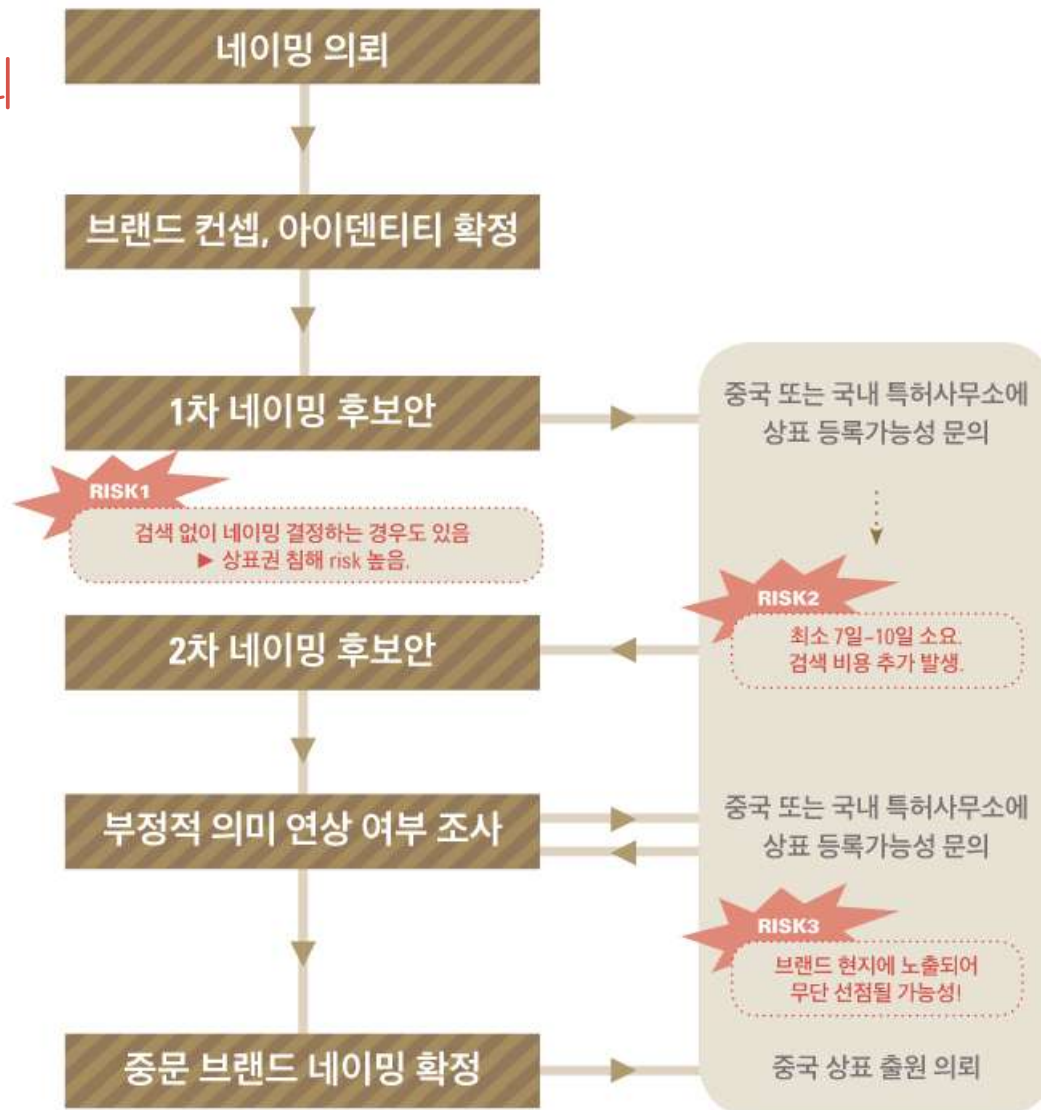 네이밍 의뢰
브랜드 컨셉, 아이덴티티 확정
1차 네이밍 후보안
중국 또는 국내 특허사무소에
상표 등록가능성 문의
RISK1
검색 없이 네이밍 결정하는 경우도 있음
▶ 상표권 침해 risk 높음.
RISK2
최소 7일-10일 소요.
검색 비용 추가 발생.
2차 네이밍 후보안
부정적 의미 연상 여부 조사
중국 또는 국내 특허사무소에
상표 등록가능성 문의
RISK3
브랜드 현지에 노출되어
무단 선점될 가능성!
중문 브랜드 네이밍 확정
중국 상표 출원 의뢰